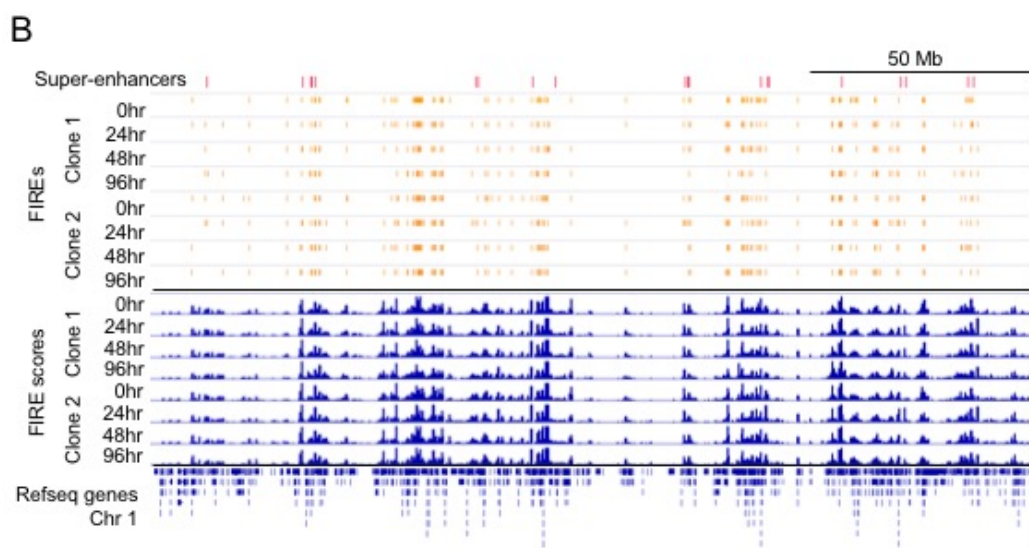 B
50 Mb
Super-enhancers
FIREs
Clone 1
0hr
24hr
48hr
96hr
Clone 2
0hr
24hr
48hr
96hr
FIRE scores
Clone 1
0hr
24hr
48hr
96hr
Clone 2
0hr
24hr
48hr
96hr
Refseq genes
Chr 1